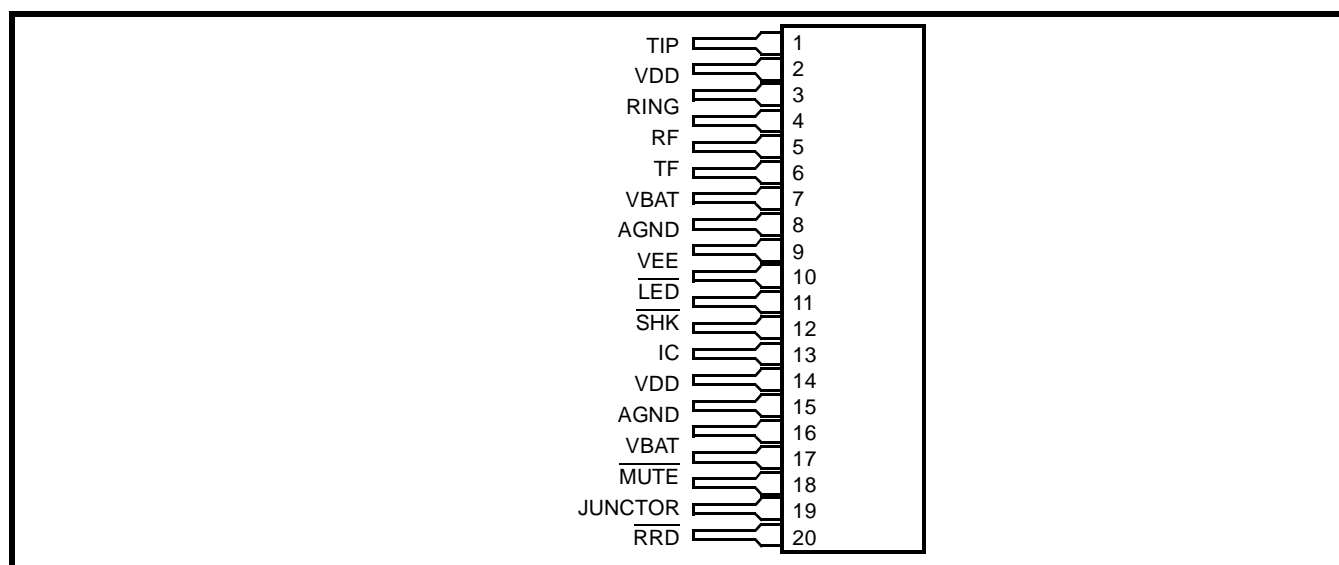 TIP
VDD
RING
RF
TF
VBAT
AGND
VEE
LED
SHK
IC
VDD
AGND
VBAT
MUTE
JUNCTOR
RRD
1
2
3
4
5
6
7
8
9
10
11
12
13
14
15
16
17
18
19
20